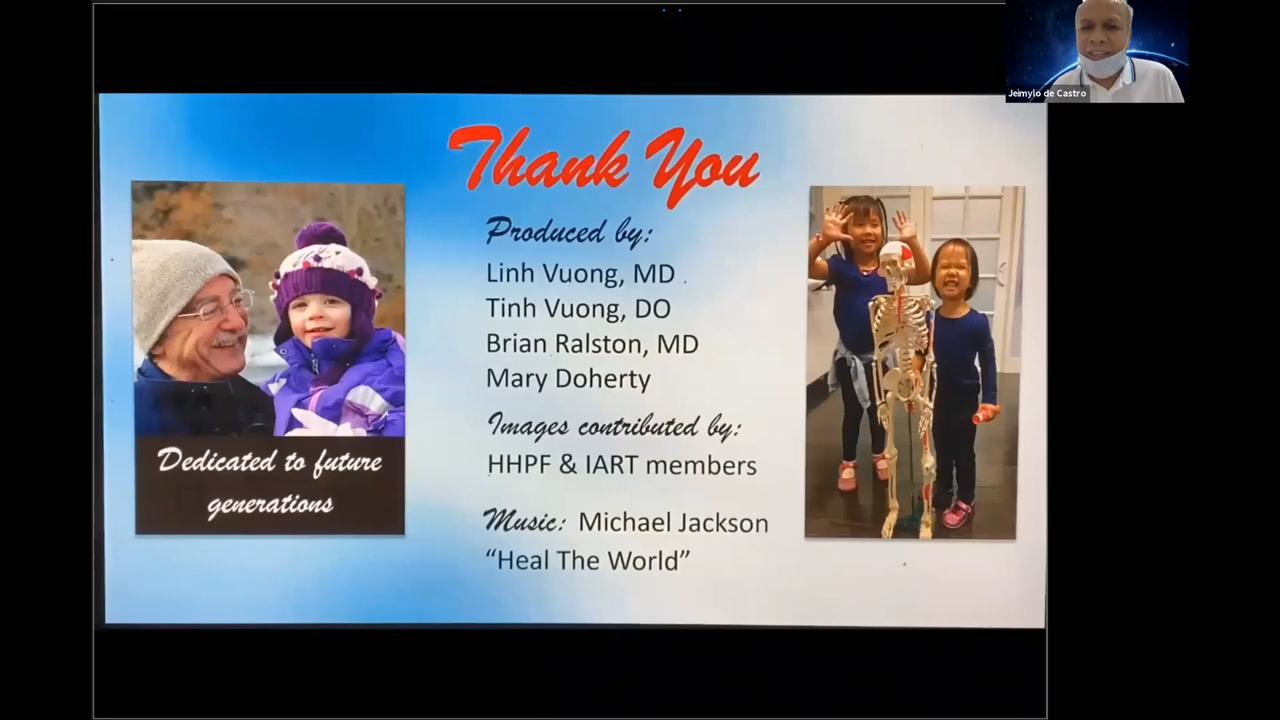 Jeimylo de Castro
Thank You
Produced by:
Linh Vuong, MD
Tinh Vuong, DO
Brian Ralston, MD
Mary Doherty
Images contributed by:
HHPF & IART members
Music: Michael Jackson
“Heal The World”
Dedicated to future
generations